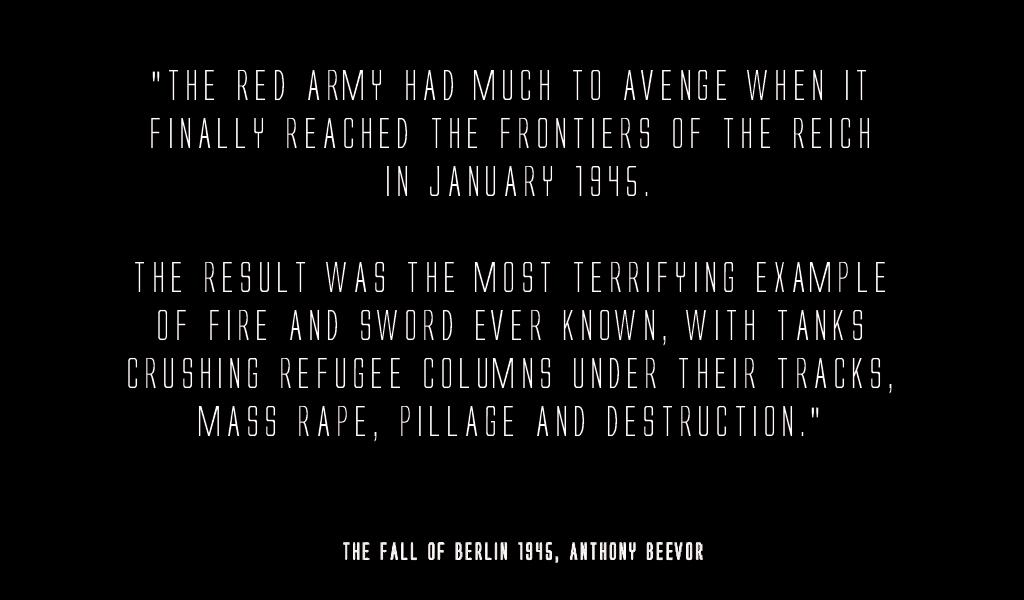 "THE RED ARMY HAD MUCH TO AVENGE WHEN IT
FINALLY REACHED THE FRONTIERS OF THE REICH
IN JANUARY 1945.
THE RESULT WAS THE MOST TERRIFYING EXAMPLE
OF FIRE AND SWORD EVER KNOWN, WITH TANKS
CRUSHING REFUGEE COLUMNS UNDER THEIR TRACKS,
MASS RAPE, PILLAGE AND DESTRUCTION."
THE FALL OF BERLIN 1945, ANTHONY BEEVOR